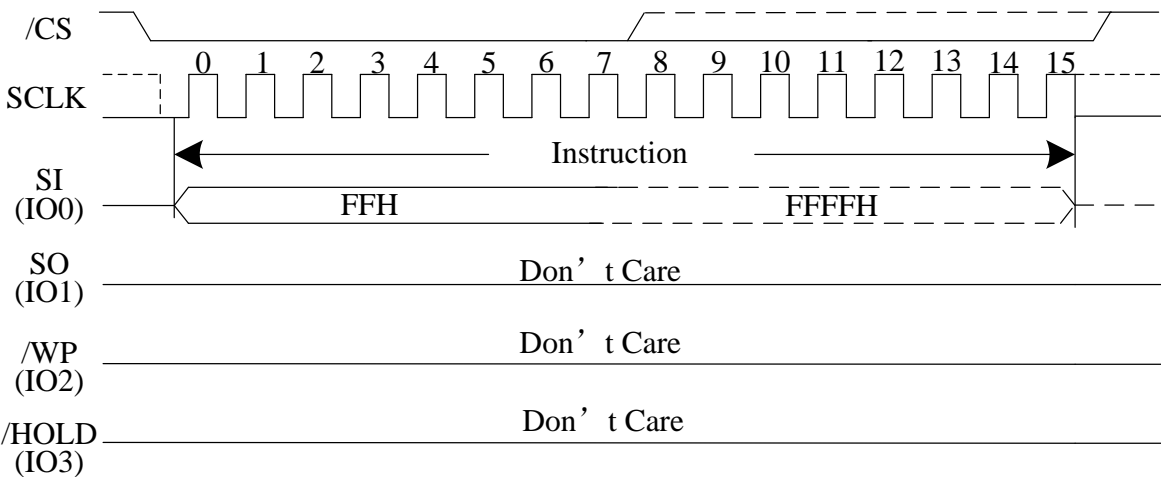 /CS
0 1 2 3 4 5 6 7 8 9 10 11 12 13 14 15
SCLK
Instruction
SI
(IO0)
FFH FFFFH
SO
(IO1)
Don’t Care
/WP
(IO2)
Don’t Care
/HOLD
(IO3)
Don’t Care